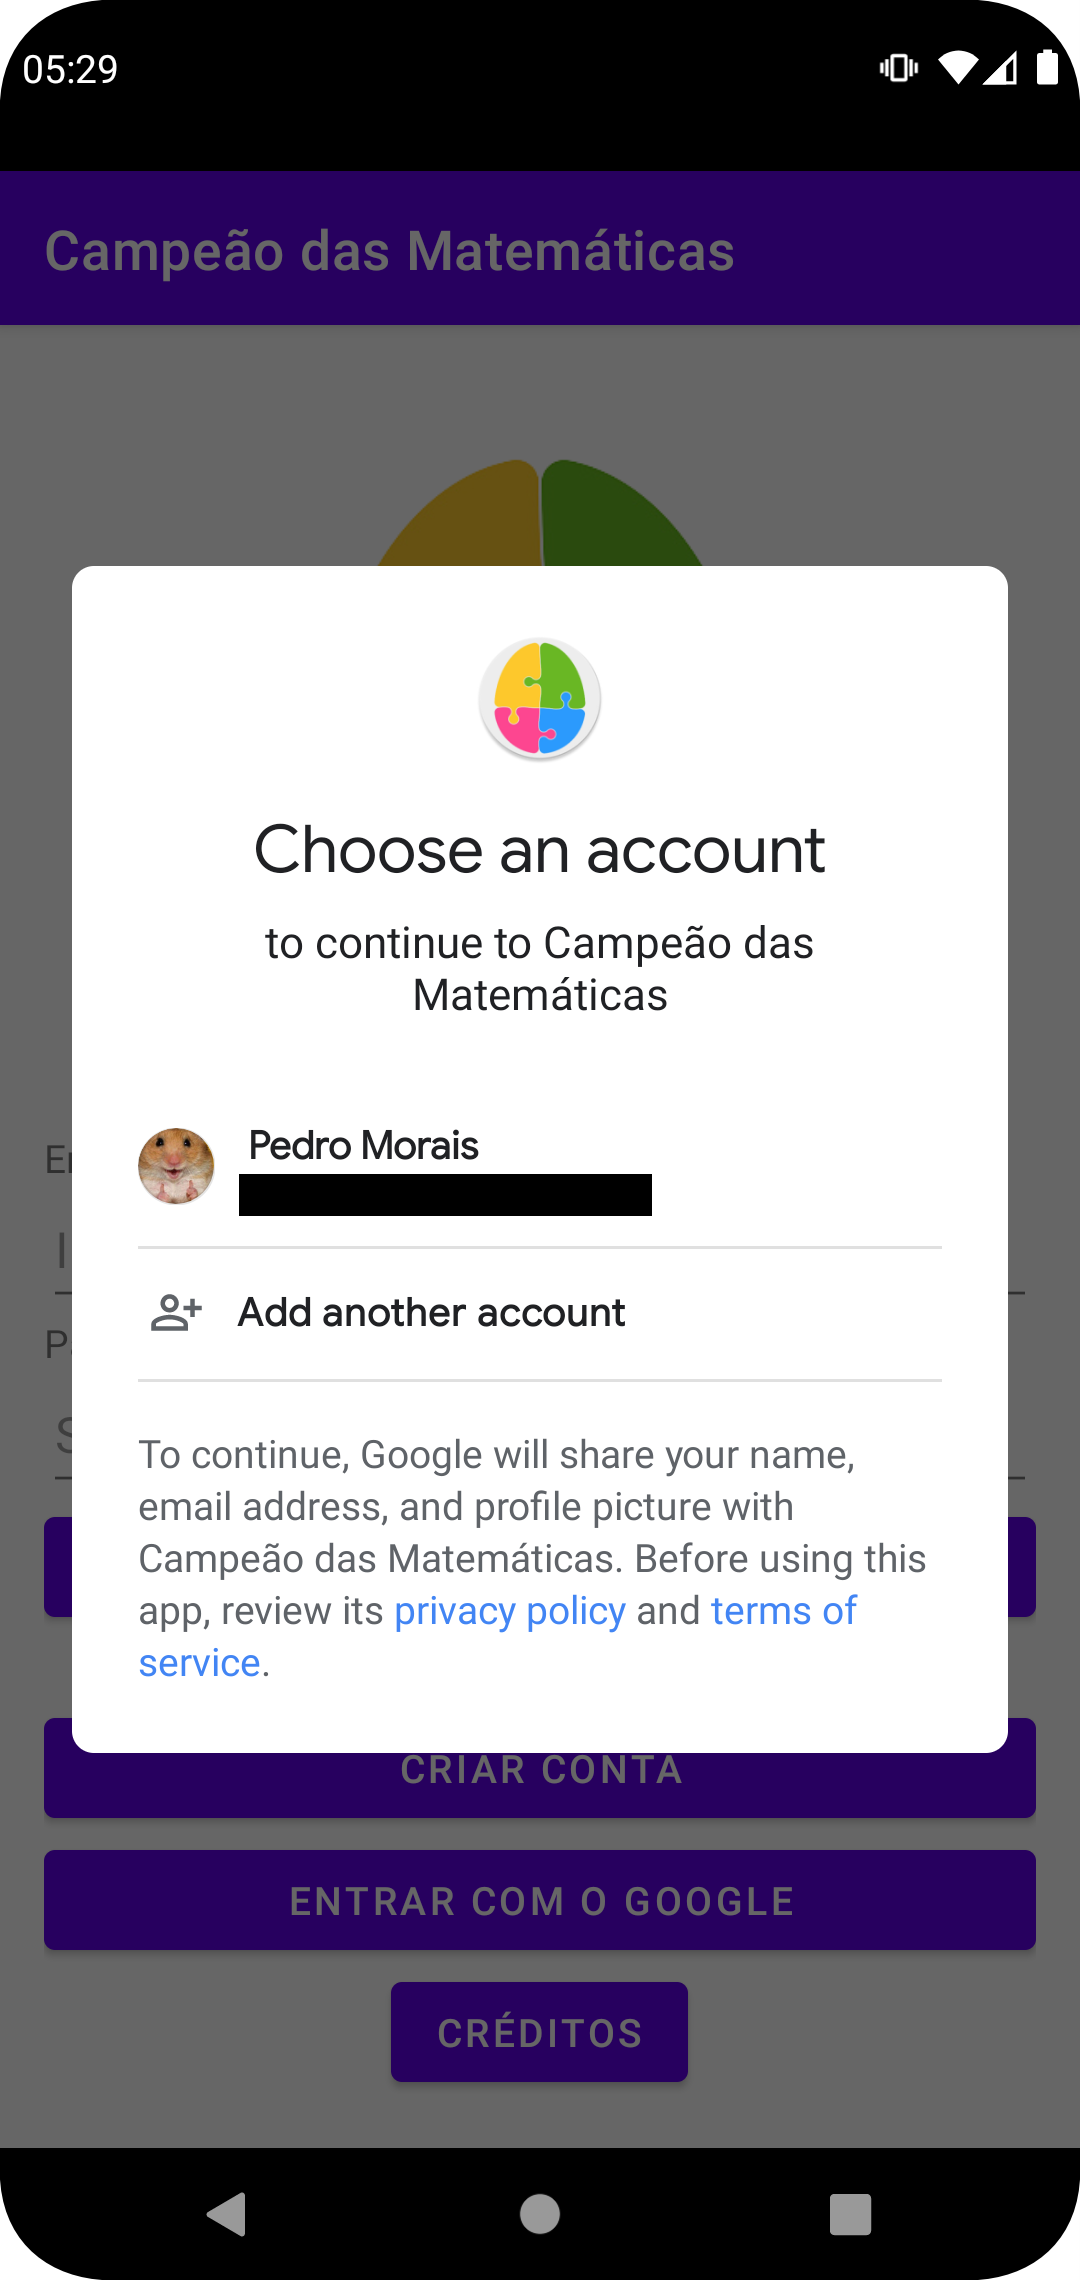 05:29
Campeão das Matemáticas
Choose an account
to continue to Campeão das
Matemáticas
Pedro Morais
Add another account
To continue, Google will share your name,
email address, and profile picture with
Campeão das Matemáticas. Before using this
app, review its privacy policy and terms of
service.
CRIAR CONTA
ENTRAR COM O GOOGLE
CRÉDITOS